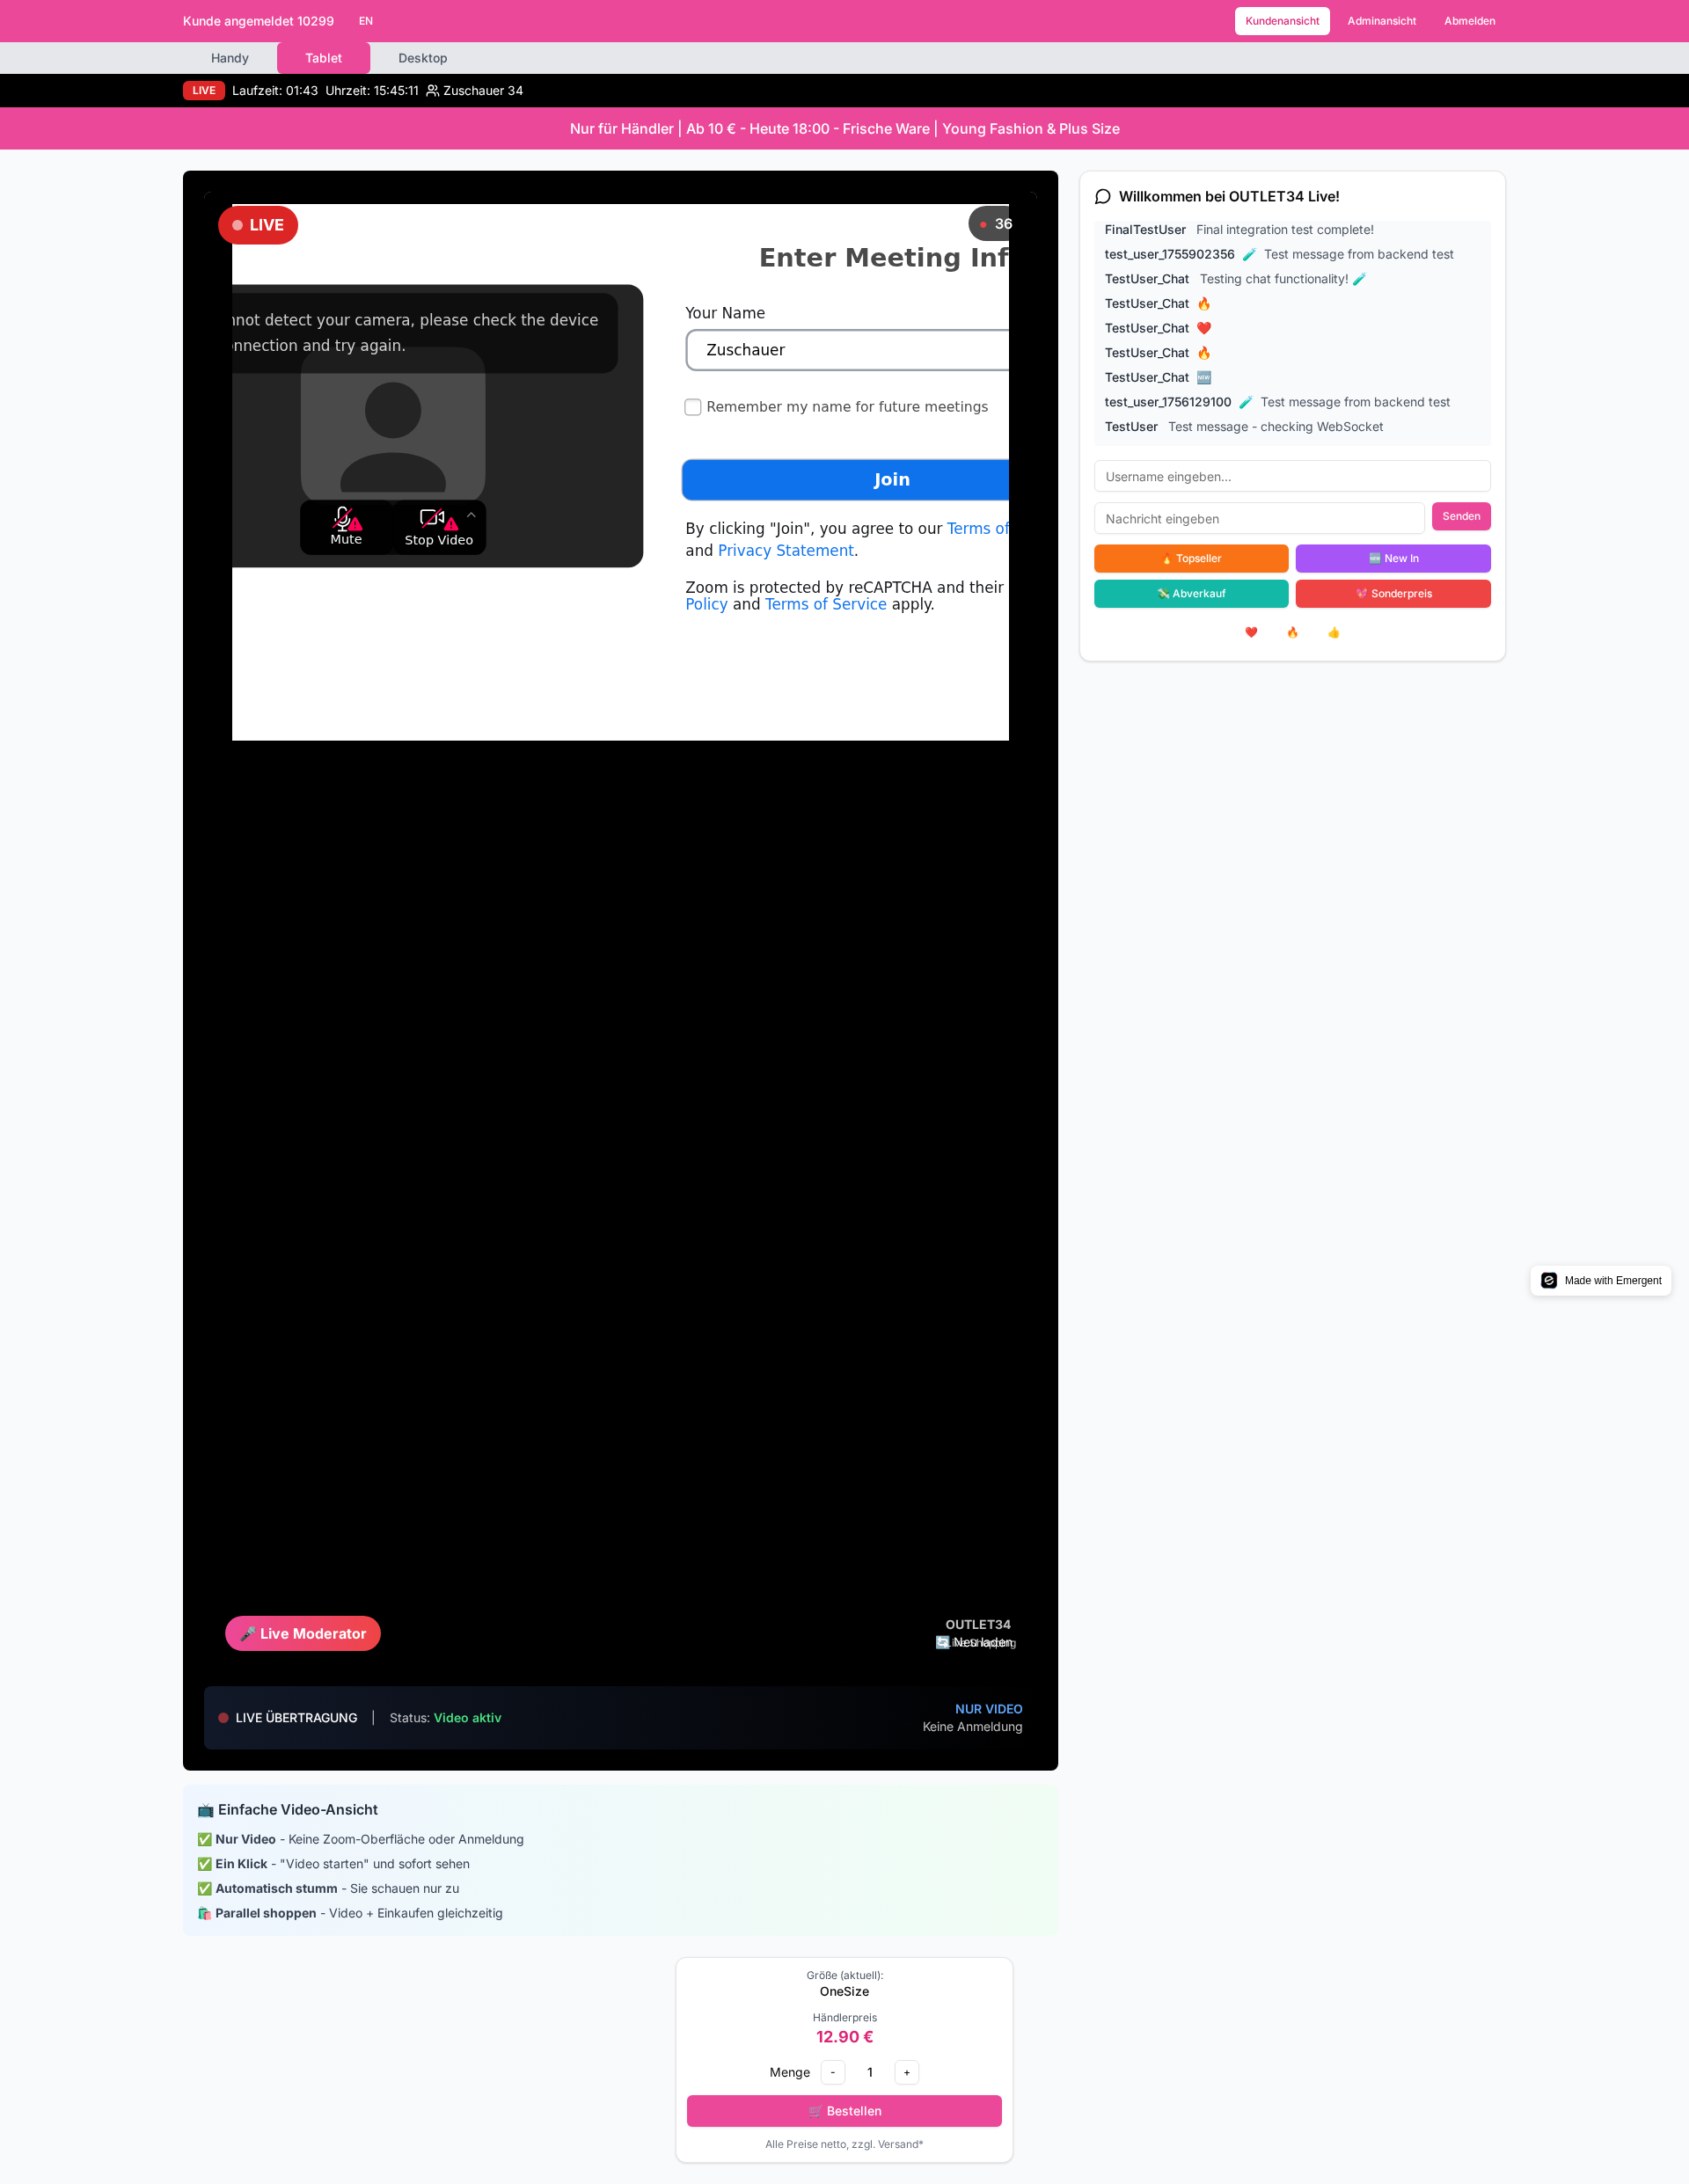 Kunde angemeldet 10299 EN Kundenansicht Adminansicht Abmelden
Handy Tablet Desktop
LIVE Laufzeit: 01:43 Uhrzeit: 15:45:11 Zuschauer 34
Nur für Händler | Ab 10 € - Heute 18:00 - Frische Ware | Young Fashion & Plus Size
LIVE
36
Enter Meeting Inf
nnot detect your camera, please check the device
onnection and try again.
Mute
Stop Video
Your Name
Zuschauer
Remember my name for future meetings
Join
By clicking "Join", you agree to our Terms of
and Privacy Statement.
Zoom is protected by reCAPTCHA and their
Policy and Terms of Service apply.
🎤 Live Moderator
OUTLET34
🔄 Neu laden
LIVE ÜBERTRAGUNG | Status: Video aktiv
NUR VIDEO
Keine Anmeldung
Willkommen bei OUTLET34 Live!
FinalTestUser Final integration test complete!
test_user_1755902356 🧪 Test message from backend test
TestUser_Chat Testing chat functionality! 🧪
TestUser_Chat 🔥
TestUser_Chat ❤️
TestUser_Chat 🔥
TestUser_Chat 🆕
test_user_1756129100 🧪 Test message from backend test
TestUser Test message - checking WebSocket
Username eingeben...
Nachricht eingeben
Senden
🔥 Topseller
🆕 New In
💸 Abverkauf
💖 Sonderpreis
❤️ 🔥 👍
Made with Emergent
📺 Einfache Video-Ansicht
✅ Nur Video - Keine Zoom-Oberfläche oder Anmeldung
✅ Ein Klick - "Video starten" und sofort sehen
✅ Automatisch stumm - Sie schauen nur zu
🛍️ Parallel shoppen - Video + Einkaufen gleichzeitig
Größe (aktuell):
OneSize
Händlerpreis
12.90 €
Menge - 1 +
🛒 Bestellen
Alle Preise netto, zzgl. Versand*